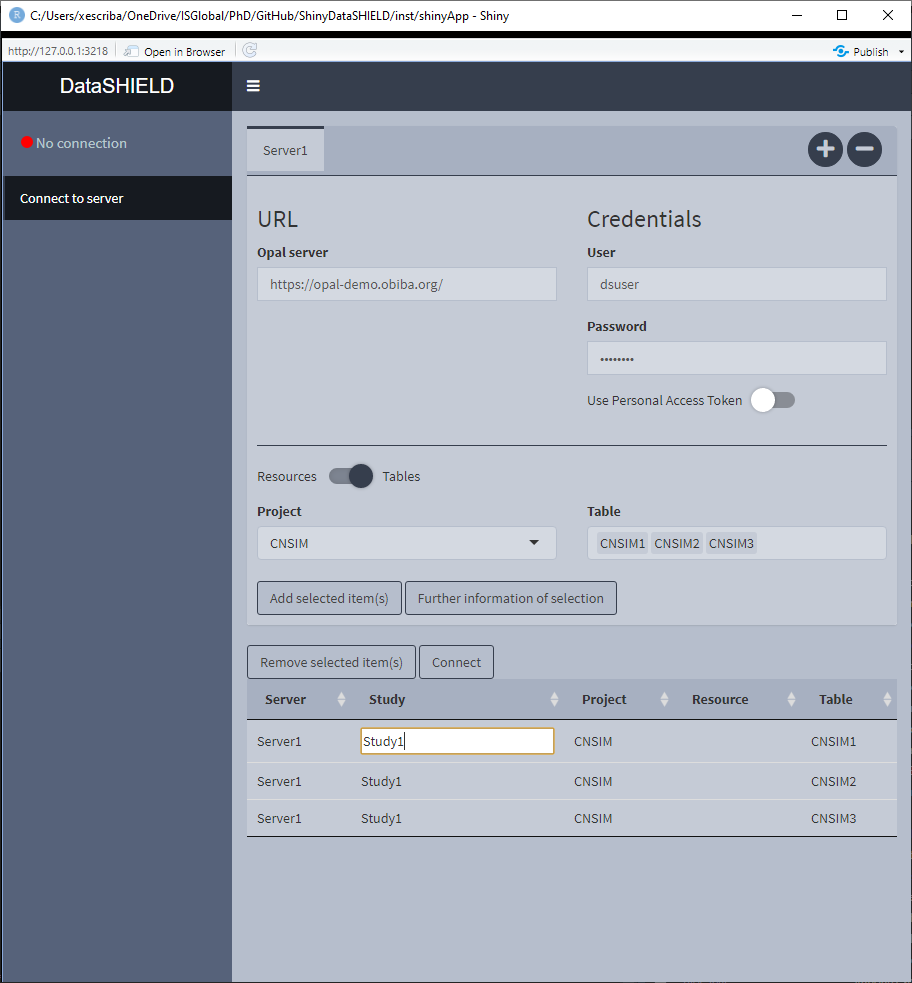 C:/Users/xescriba/OneDrive/ISGlobal/PhD/GitHub/ShinyDataSHIELD/inst/shinyApp - Shiny
http://127.0.0.1:3218 Open in Browser Publish
DataSHIELD
No connection
Connect to server
Server1
URL Credentials
Opal server User
https://opal-demo.obiba.org/ dsuser
Password
••••••••
Use Personal Access Token
Resources Tables
Project Table
CNSIM CNSIM1 CNSIM2 CNSIM3
Add selected item(s) Further information of selection
Remove selected item(s) Connect
Server Study Project Resource Table
Server1 Study1 CNSIM CNSIM1
Server1 Study1 CNSIM CNSIM2
Server1 Study1 CNSIM CNSIM3